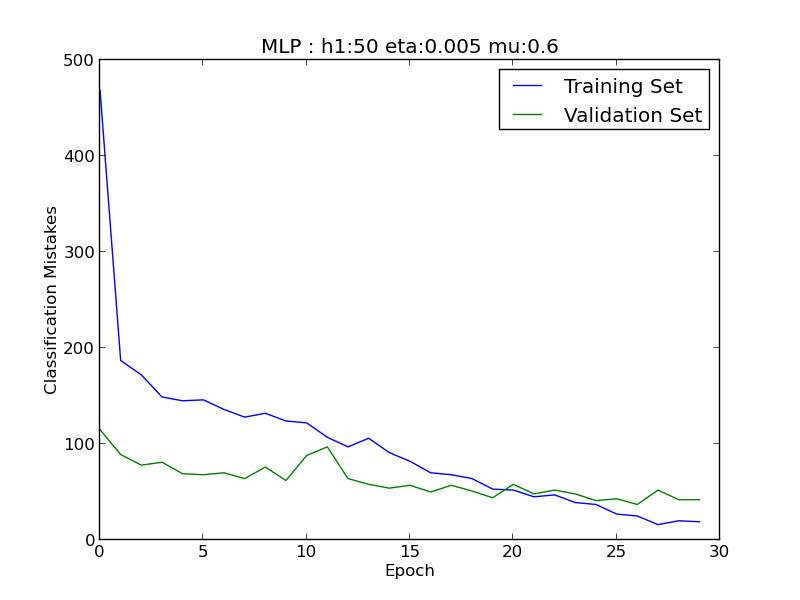 MLP : h1:50 eta:0.005 mu:0.6
500
Training Set
Validation Set
400
300
200
100
0
Classification Mistakes
0 5 10 15 20 25 30
Epoch